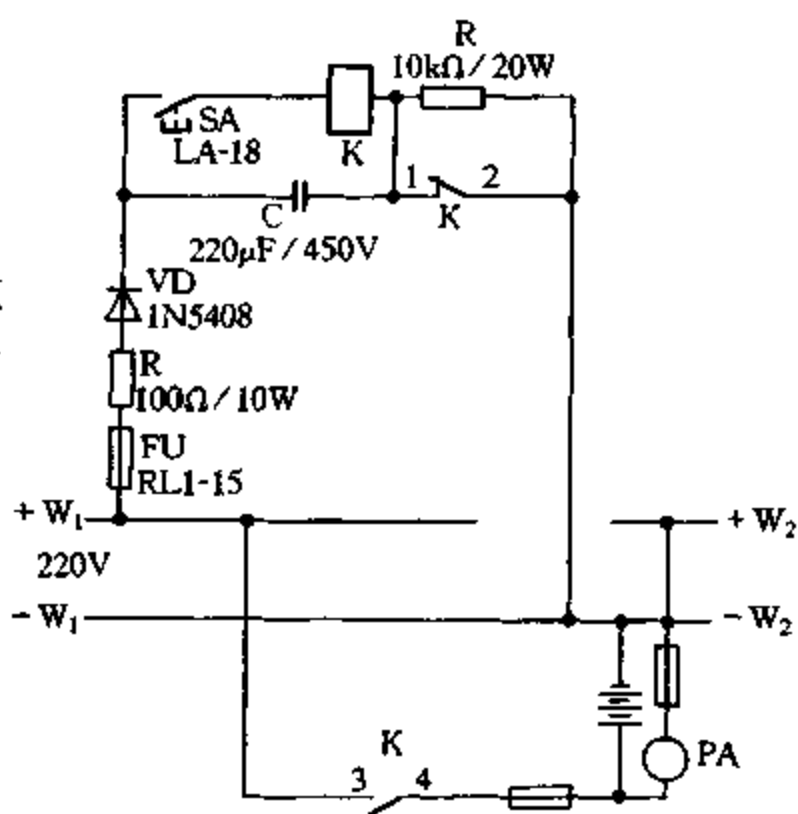 R
10kΩ/20W
SA
LA-18
K
1 2
K
C
220μF/450V
VD
1N5408
R
100Ω/10W
FU
RL1-15
+W₁
+W₂
220V
-W₁
-W₂
K
3 4
PA